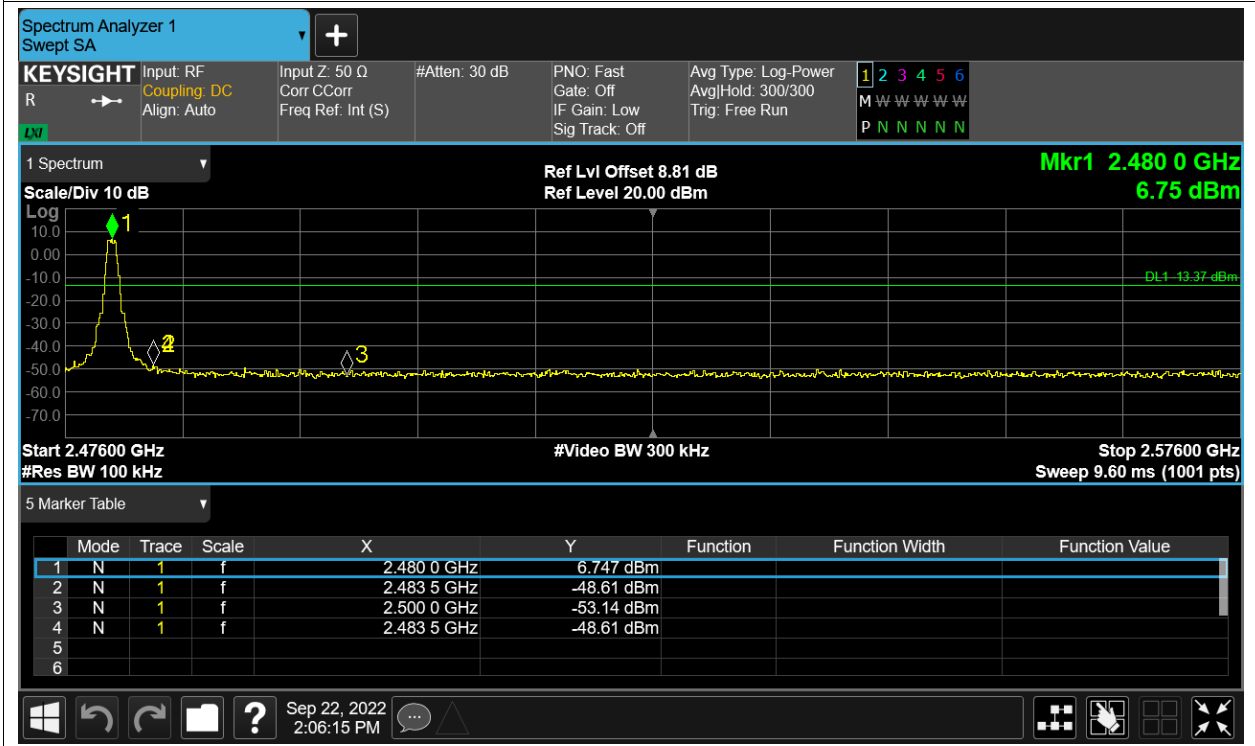 Spectrum Analyzer 1
Swept SA
+
KEYSIGHT Input: RF Input Z: 50 Ω #Atten: 30 dB PNO: Fast Avg Type: Log-Power 1 2 3 4 5 6
R Coupling: DC Corr CCorr Gate: Off Avg|Hold: 300/300 M W W W W W
Align: Auto Freq Ref: Int (S) IF Gain: Low Trig: Free Run
LXI Sig Track: Off P N N N N N
1 Spectrum Ref Lvl Offset 8.81 dB Mkr1 2.480 0 GHz
Scale/Div 10 dB Ref Level 20.00 dBm 6.75 dBm
Log
1
10.0
0.00
-10.0 DL1 -13.37 dBm
-20.0
-30.0
-40.0
3
-50.0
-60.0
-70.0
Start 2.47600 GHz #Video BW 300 kHz Stop 2.57600 GHz
#Res BW 100 kHz Sweep 9.60 ms (1001 pts)
5 Marker Table
Mode Trace Scale X Y Function Function Width Function Value
1 N 1 f 2.480 0 GHz 6.747 dBm
2 N 1 f 2.483 5 GHz -48.61 dBm
3 N 1 f 2.500 0 GHz -53.14 dBm
4 N 1 f 2.483 5 GHz -48.61 dBm
5
6
? Sep 22, 2022
2:06:15 PM